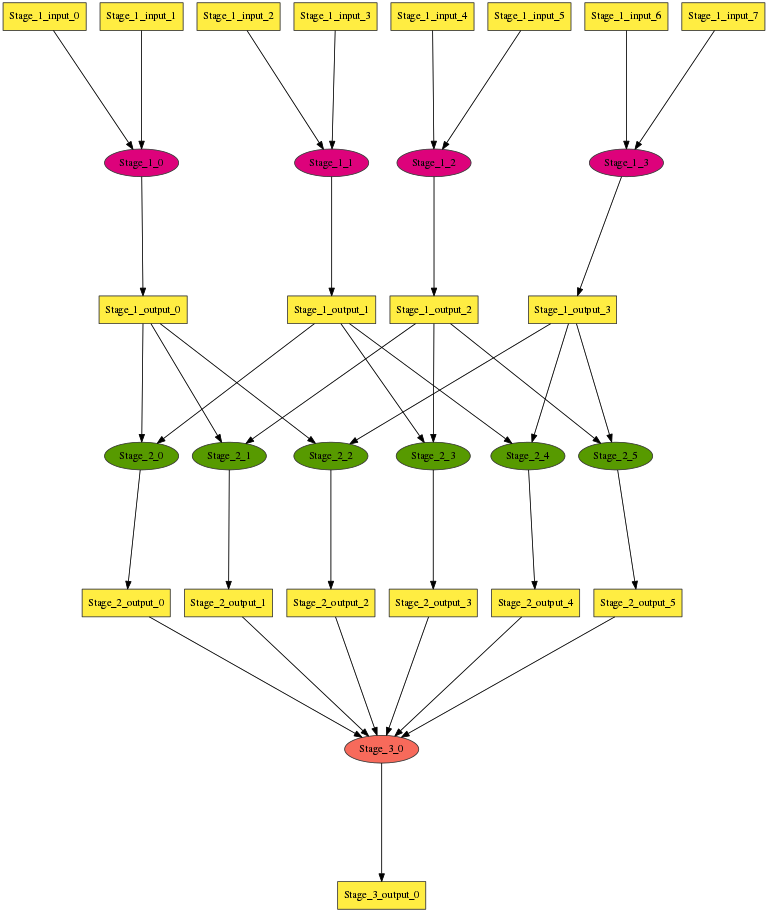 Stage_1_input_0
Stage_1_input_1
Stage_1_input_2
Stage_1_input_3
Stage_1_input_4
Stage_1_input_5
Stage_1_input_6
Stage_1_input_7
Stage_1_0
Stage_1_1
Stage_1_2
Stage_1_3
Stage_1_output_0
Stage_1_output_1
Stage_1_output_2
Stage_1_output_3
Stage_2_0
Stage_2_1
Stage_2_2
Stage_2_3
Stage_2_4
Stage_2_5
Stage_2_output_0
Stage_2_output_1
Stage_2_output_2
Stage_2_output_3
Stage_2_output_4
Stage_2_output_5
Stage_3_0
Stage_3_output_0